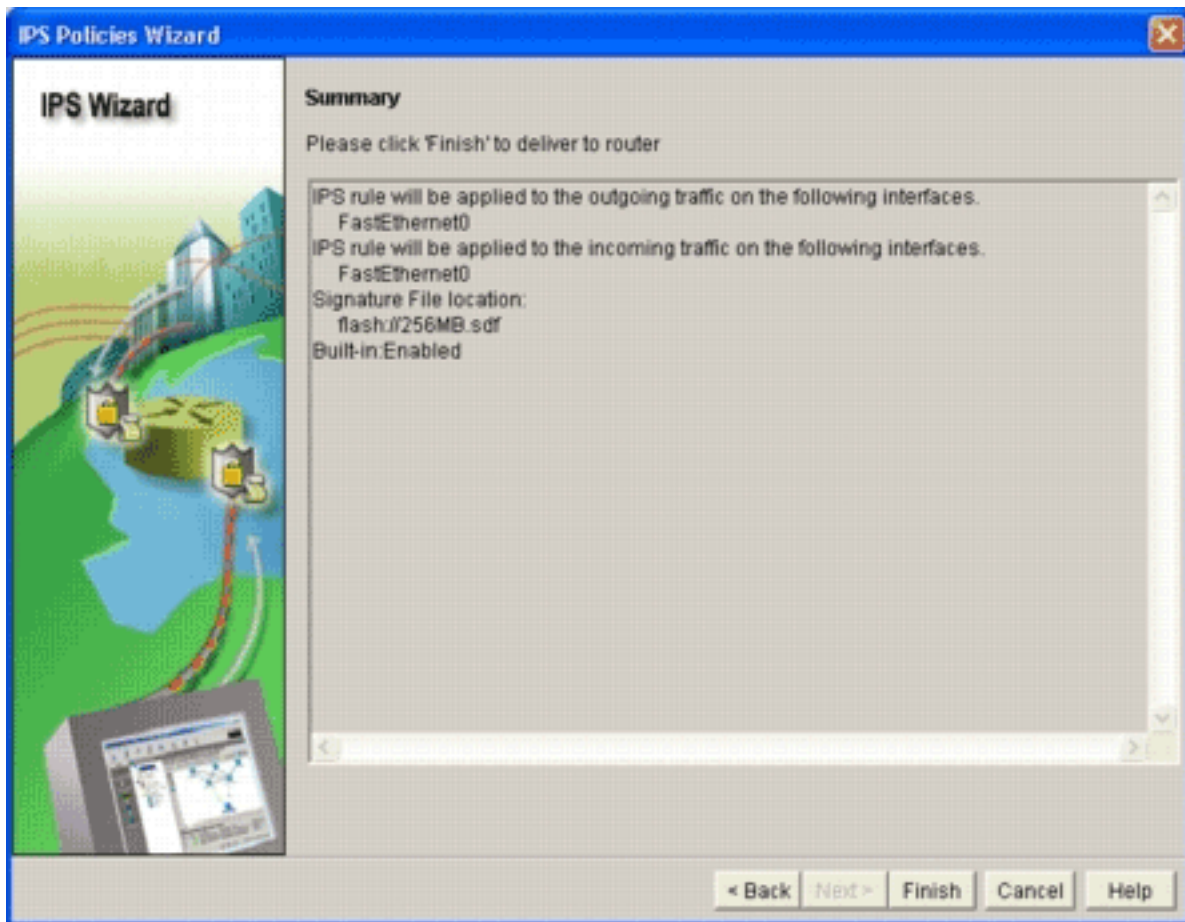 IPS Policies Wizard
IPS Wizard
Summary
Please click 'Finish' to deliver to router
IPS rule will be applied to the outgoing traffic on the following interfaces.
FastEthernet0
IPS rule will be applied to the incoming traffic on the following interfaces.
FastEthernet0
Signature File location:
flash://256MB.sdf
Built-in:Enabled
< Back
Next >
Finish
Cancel
Help